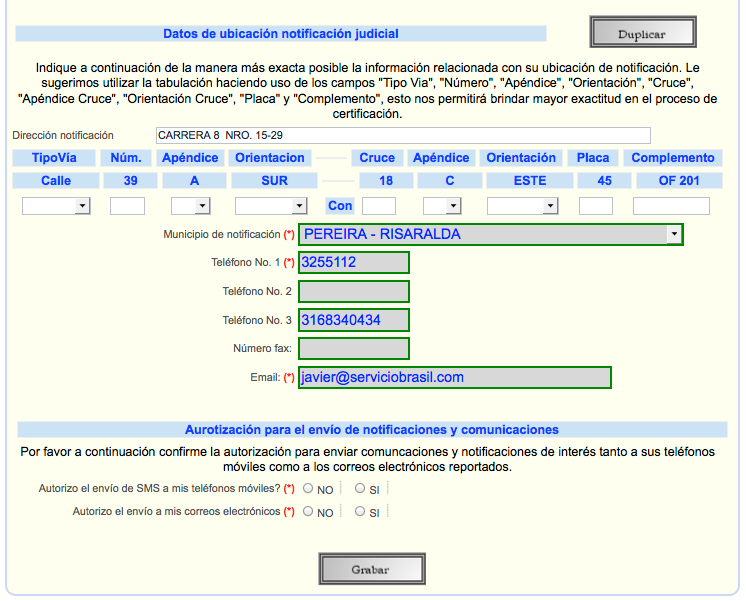 Datos de ubicación notificación judicial
Duplicar
Indique a continuación de la manera más exacta posible la información relacionada con su ubicación de notificación. Le
sugerimos utilizar la tabulación haciendo uso de los campos "Tipo Via", "Número", "Apéndice", "Orientación", "Cruce",
"Apéndice Cruce", "Orientación Cruce", "Placa" y "Complemento", esto nos permitirá brindar mayor exactitud en el proceso de
certificación.
Dirección notificación CARRERA 8 NRO. 15-29
TipoVía Núm. Apéndice Orientacion Cruce Apéndice Orientación Placa Complemento
Calle 39 A SUR 18 C ESTE 45 OF 201
Con
Municipio de notificación (*) PEREIRA - RISARALDA
Teléfono No. 1 (*) 3255112
Teléfono No. 2
Teléfono No. 3 3168340434
Número fax:
Email: (*) javier@serviciobrasil.com
Aurotización para el envío de notificaciones y comunicaciones
Por favor a continuación confirme la autorización para enviar comuncaciones y notificaciones de interés tanto a sus teléfonos
móviles como a los correos electrónicos reportados.
Autorizo el envío de SMS a mis teléfonos móviles? (*) NO SI
Autorizo el envío a mis correos electrónicos (*) NO SI
Grabar